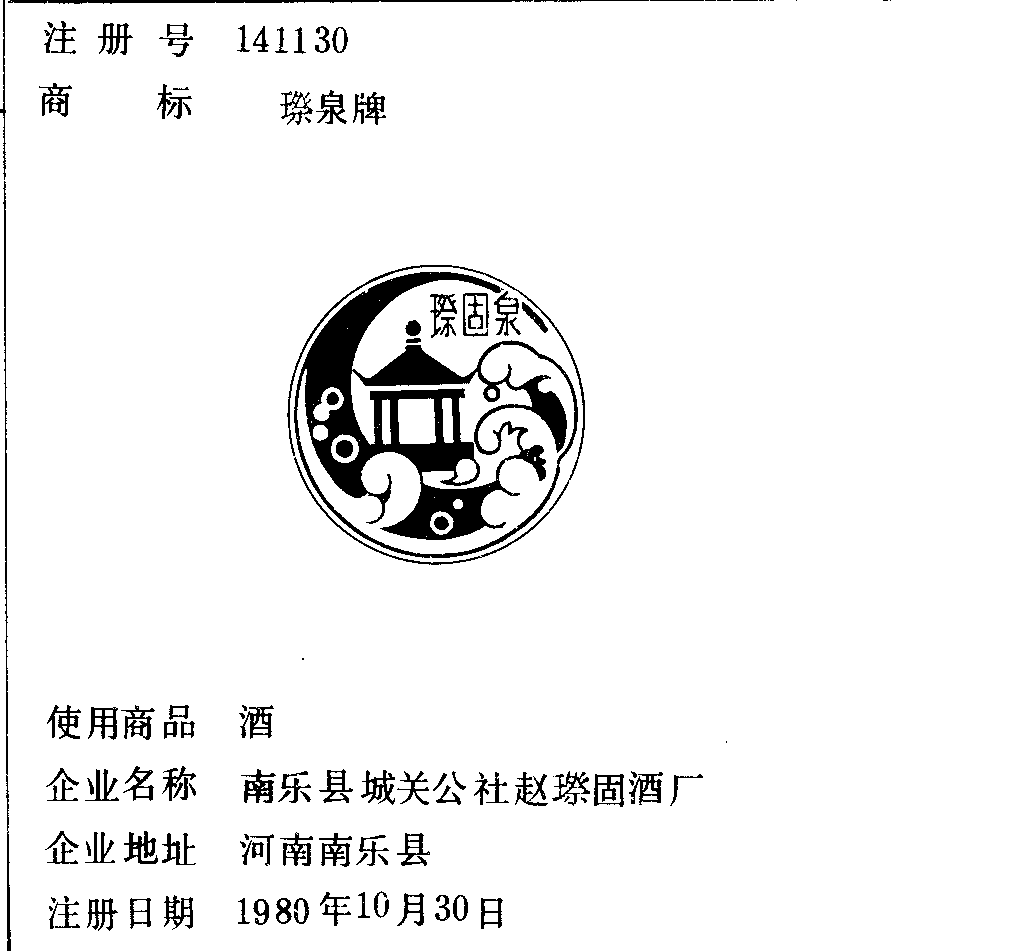 注册号 141130
商标 璨泉牌
璨固泉
使用商品 酒
企业名称 南乐县城关公社赵璨固酒厂
企业地址 河南南乐县
注册日期 1980年10月30日